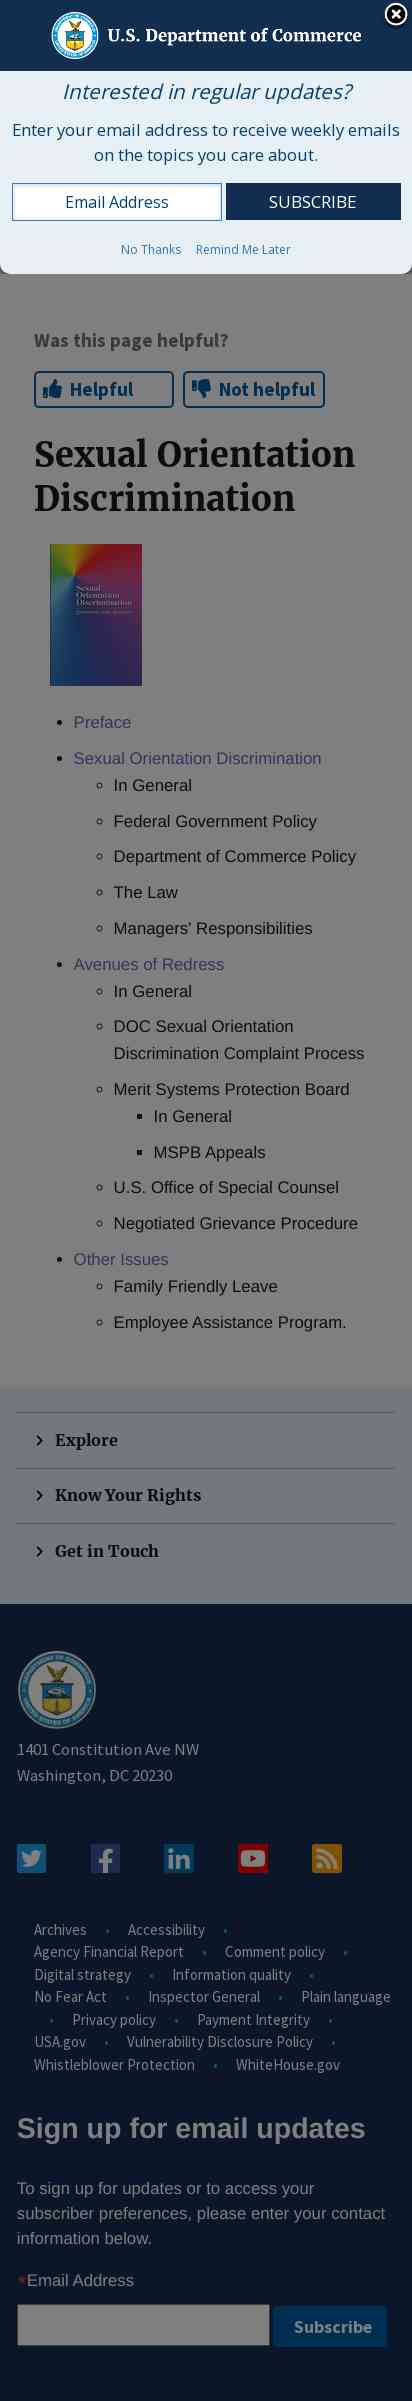 U.S. Department of Commerce
Interested in regular updates?
Enter your email address to receive weekly emails
on the topics you care about.
Email Address
SUBSCRIBE
No Thanks
Remind Me Later
Was this page helpful?
Helpful
Not helpful
Sexual Orientation
Discrimination
Sexual
Orientation
Discrimination
Preface
Sexual Orientation Discrimination
In General
Federal Government Policy
Department of Commerce Policy
The Law
Managers' Responsibilities
Avenues of Redress
In General
DOC Sexual Orientation
Discrimination Complaint Process
Merit Systems Protection Board
In General
MSPB Appeals
U.S. Office of Special Counsel
Negotiated Grievance Procedure
Other Issues
Family Friendly Leave
Employee Assistance Program.
Explore
Know Your Rights
Get in Touch
1401 Constitution Ave NW
Washington, DC 20230
Archives • Accessibility •
Agency Financial Report • Comment policy •
Digital strategy • Information quality •
No Fear Act • Inspector General • Plain language
• Privacy policy • Payment Integrity •
USA.gov • Vulnerability Disclosure Policy •
Whistleblower Protection • WhiteHouse.gov
Sign up for email updates
To sign up for updates or to access your
subscriber preferences, please enter your contact
information below.
*Email Address
Subscribe